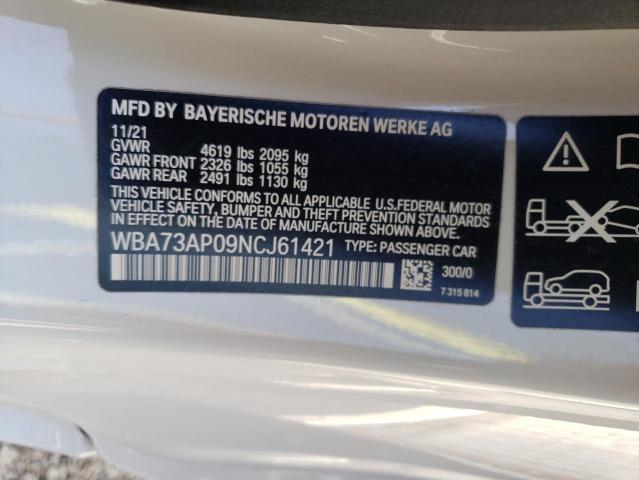 MFD BY BAYERISCHE MOTOREN WERKE AG
11/21
GVWR 4619 lbs 2095 kg
GAWR FRONT 2326 lbs 1055 kg
GAWR REAR 2491 lbs 1130 kg
THIS VEHICLE CONFORMS TO ALL APPLICABLE U.S.FEDERAL MOTOR
VEHICLE SAFETY, BUMPER AND THEFT PREVENTION STANDARDS
IN EFFECT ON THE DATE OF MANUFACTURE SHOWN ABOVE.
WBA73AP09NCJ61421 TYPE: PASSENGER CAR
300/0
7 315 814